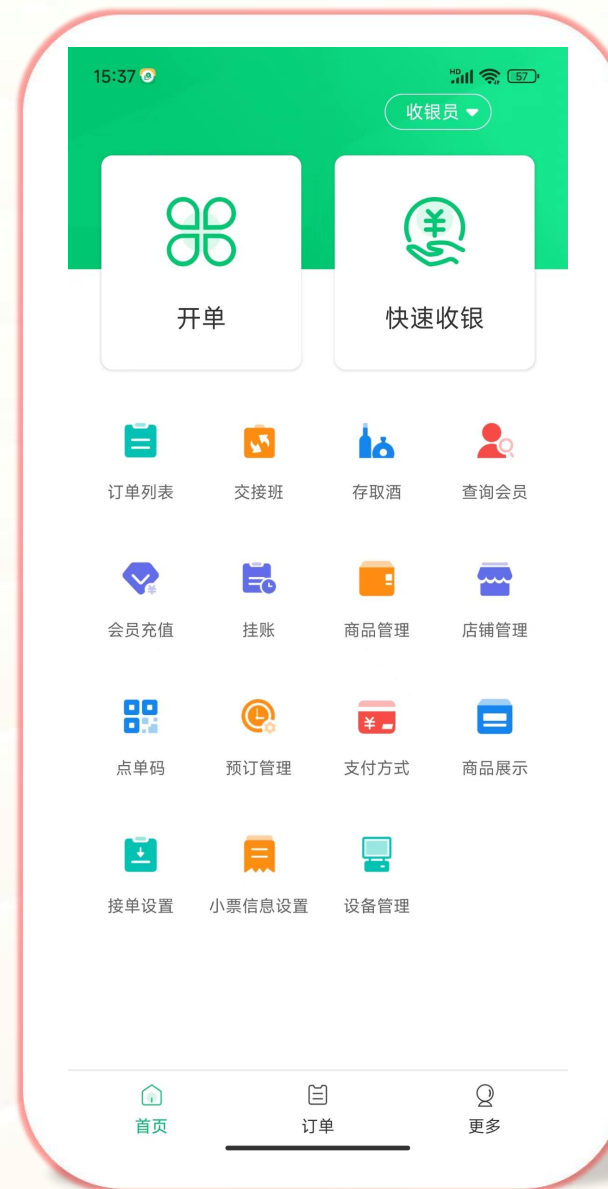 15:37 HD 57
收银员
开单 快速收银
订单列表 交接班 存取酒 查询会员
会员充值 挂账 商品管理 店铺管理
点单码 预订管理 支付方式 商品展示
接单设置 小票信息设置 设备管理
首页 订单 更多